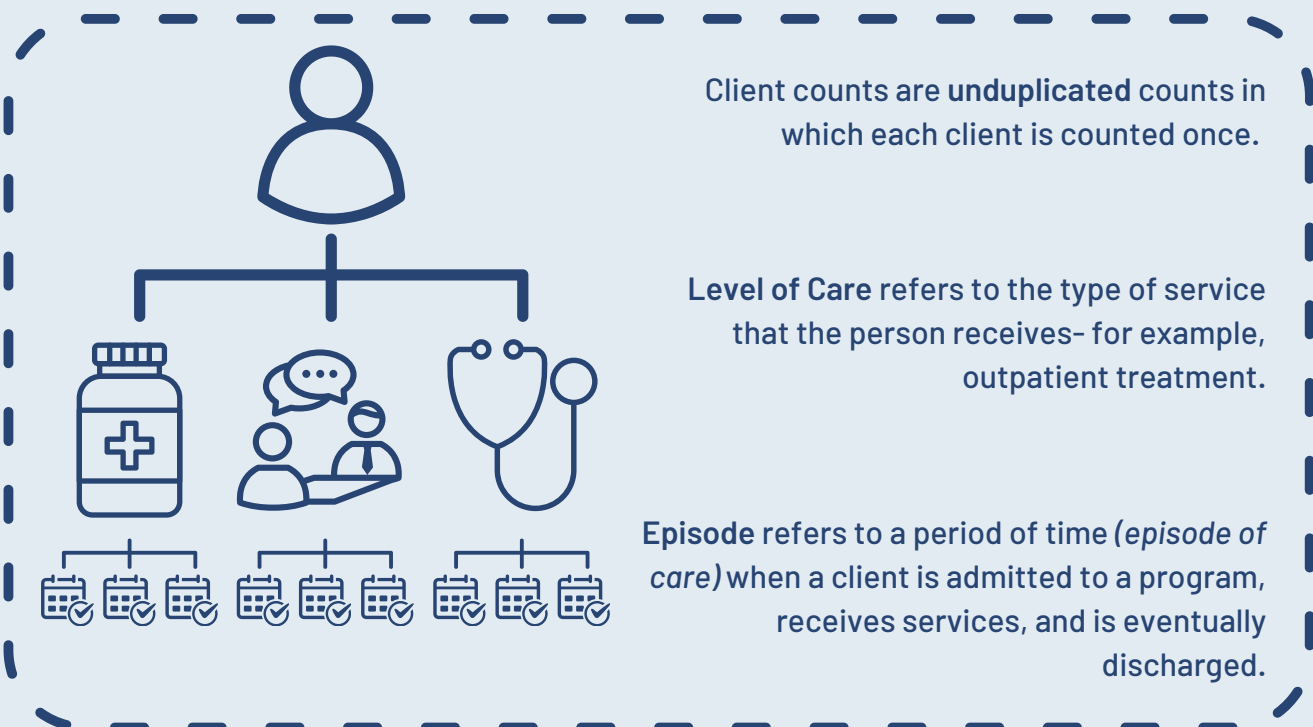 Client counts are unduplicated counts in
which each client is counted once.
Level of Care refers to the type of service
that the person receives- for example,
outpatient treatment.
Episode refers to a period of time (episode of
care) when a client is admitted to a program,
receives services, and is eventually
discharged.